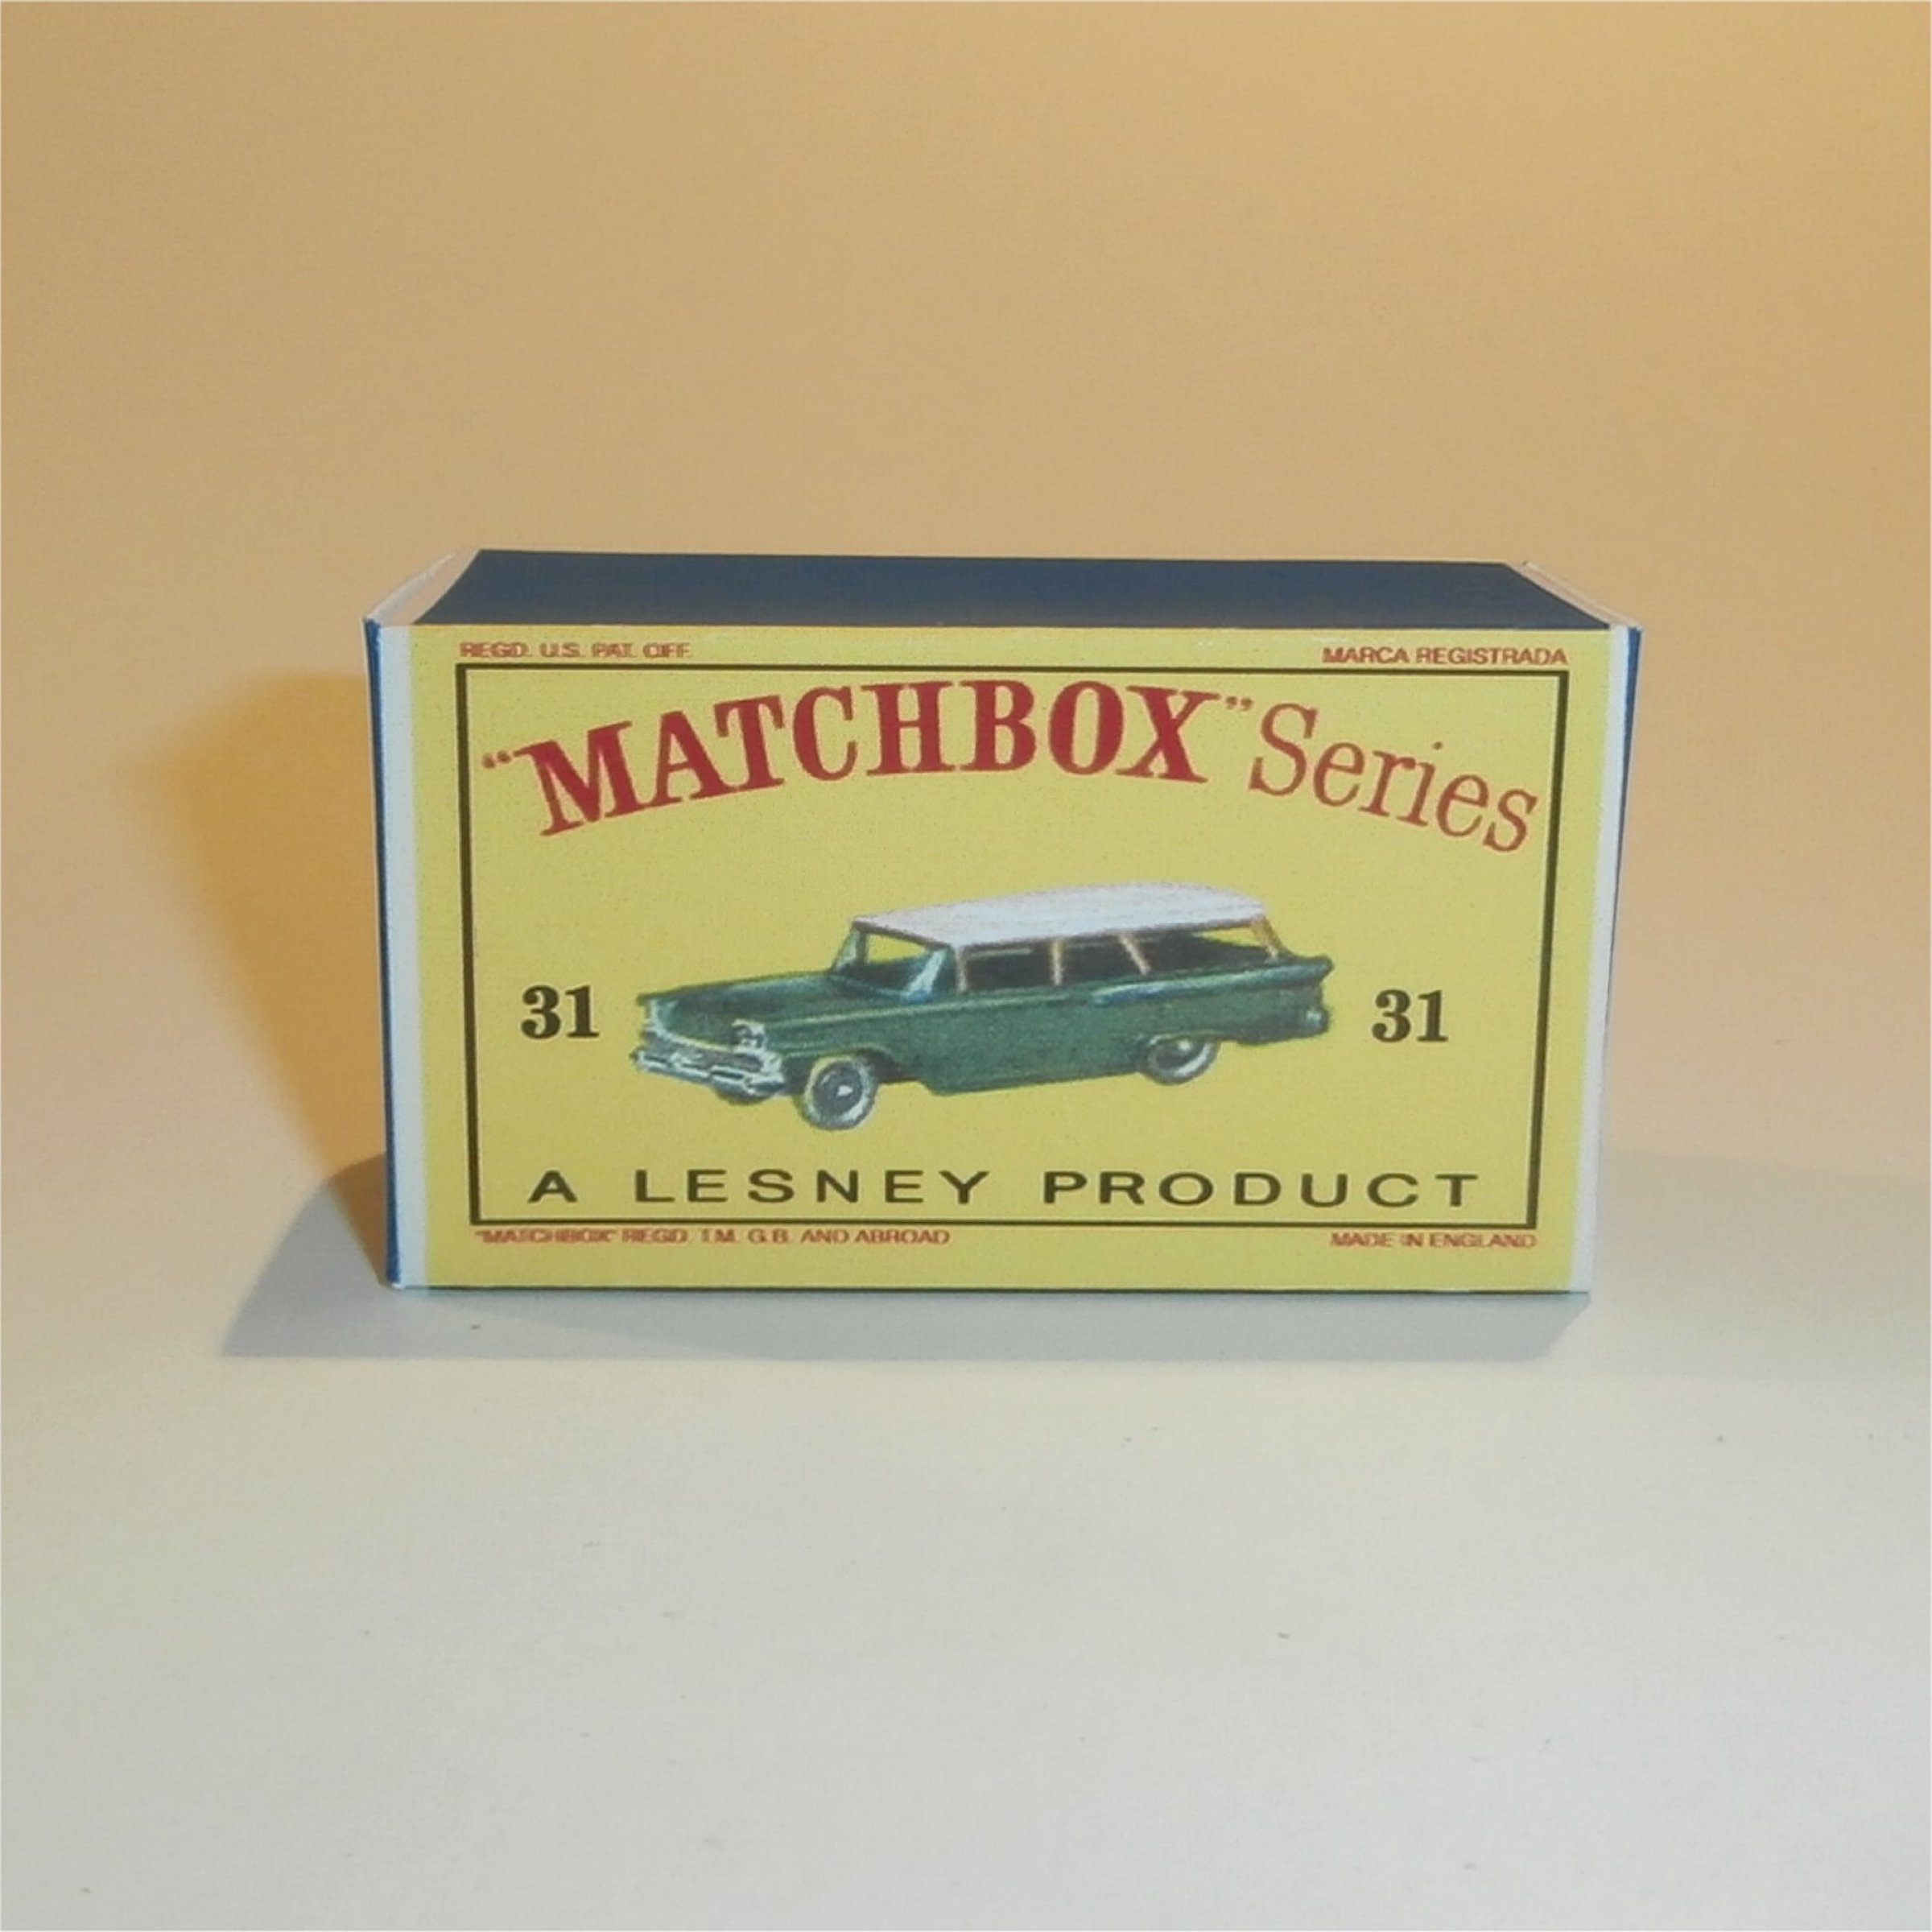 REGD. U.S. PAT. OFF. MARCA REGISTRADA
"MATCHBOX" Series
31 31
A LESNEY PRODUCT
"MATCHBOX" REGD. T.M. G.B. AND ABROAD MADE IN ENGLAND